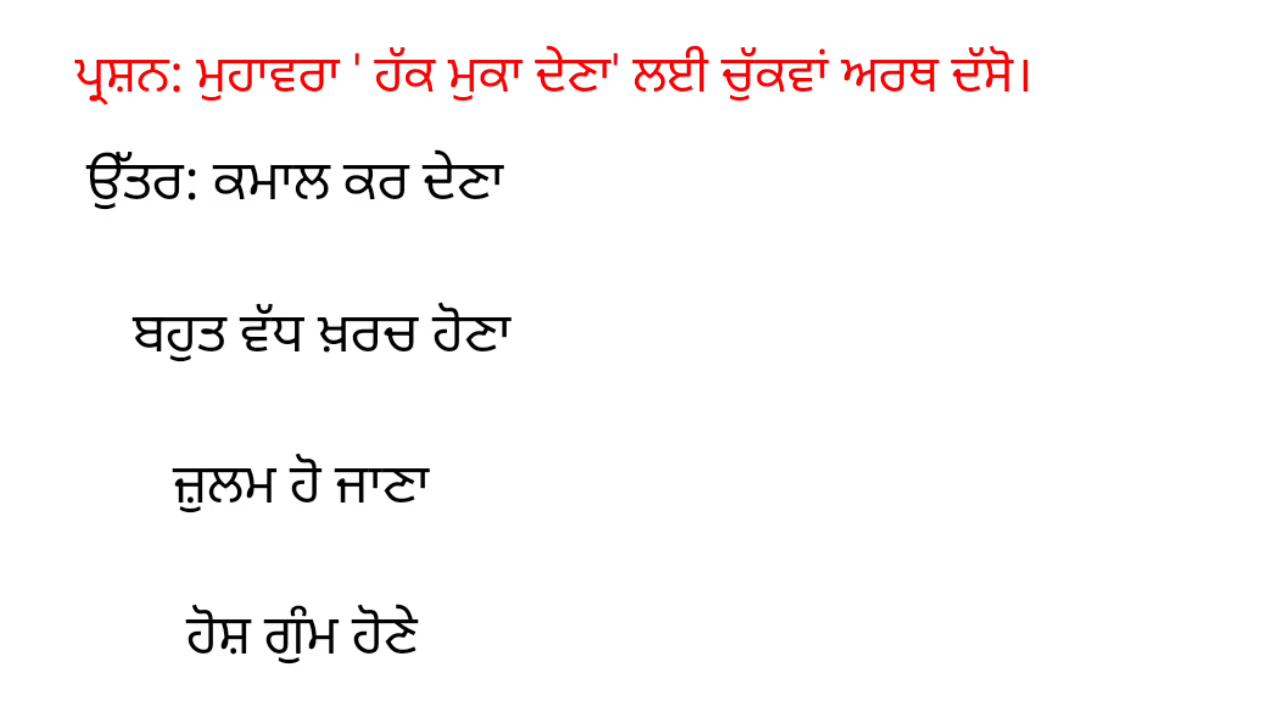 ਪ੍ਰਸ਼ਨ: ਮੁਹਾਵਰਾ ' ਹੱਕ ਮੁਕਾ ਦੇਣਾ' ਲਈ ਢੁੱਕਵਾਂ ਅਰਥ ਦੱਸੋ।
ਉੱਤਰ: ਕਮਾਲ ਕਰ ਦੇਣਾ
ਬਹੁਤ ਵੱਧ ਖ਼ਰਚ ਹੋਣਾ
ਜ਼ੁਲਮ ਹੋ ਜਾਣਾ
ਹੋਸ਼ ਗੁੰਮ ਹੋਣੇ